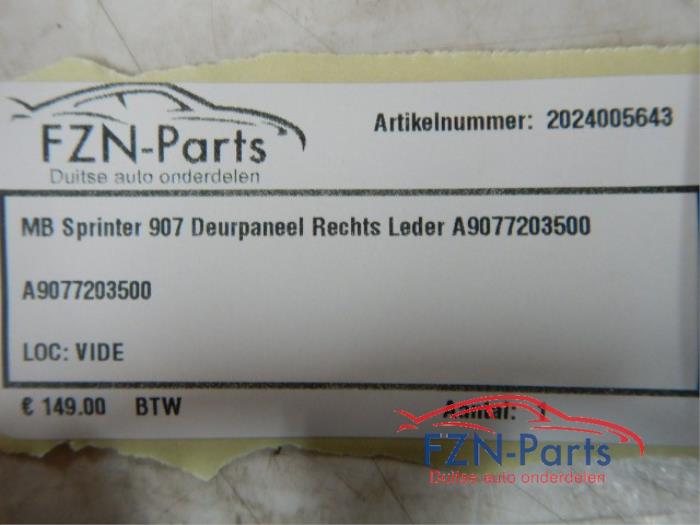 FZN-Parts
Duitse auto onderdelen
Artikelnummer: 2024005643
MB Sprinter 907 Deurpaneel Rechts Leder A9077203500
A9077203500
LOC: VIDE
€ 149.00 BTW
Aantal: 1
FZN-Parts
Duitse auto onderdelen